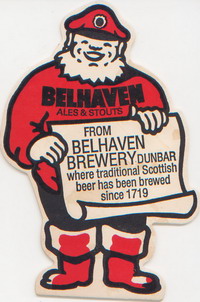 BELHAVEN
ALES & STOUTS
FROM
BELHAVEN
BREWERY DUNBAR
where traditional Scottish
beer has been brewed
since 1719